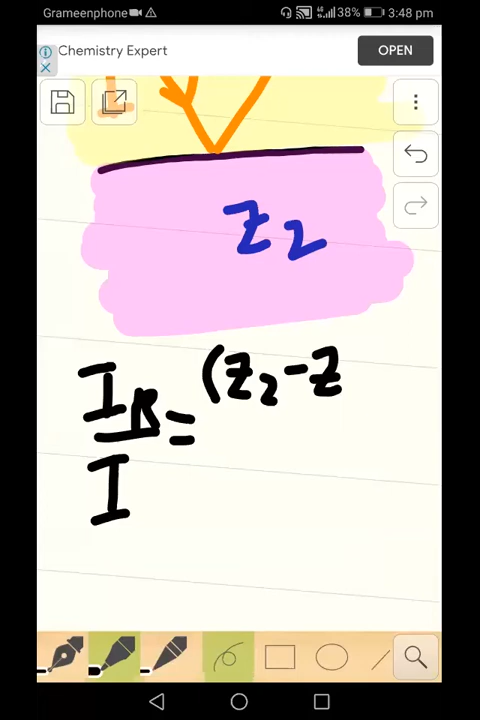 Grameenphone 38% 3:48 pm
Chemistry Expert OPEN
Z2
IR/I = (Z2-Z